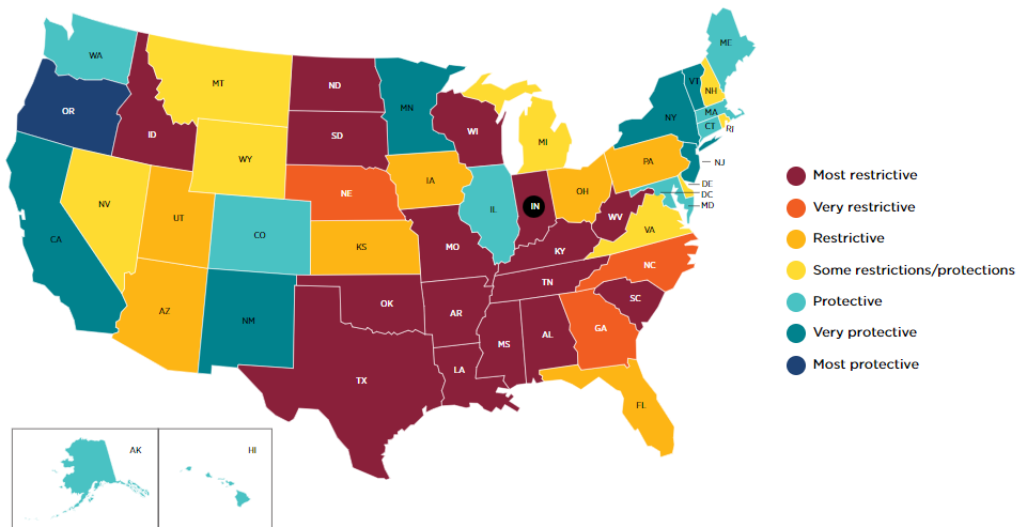 WA
MT
ND
MN
ME
OR
ID
SD
WI
MI
VT
NH
NY
MA
CT
RI
WY
NE
IA
PA
NJ
NV
UT
CO
KS
IL
IN
OH
DE
DC
MD
CA
MO
WV
VA
KY
AZ
NM
OK
AR
TN
NC
SC
MS
AL
GA
TX
LA
FL
AK
HI
Most restrictive
Very restrictive
Restrictive
Some restrictions/protections
Protective
Very protective
Most protective